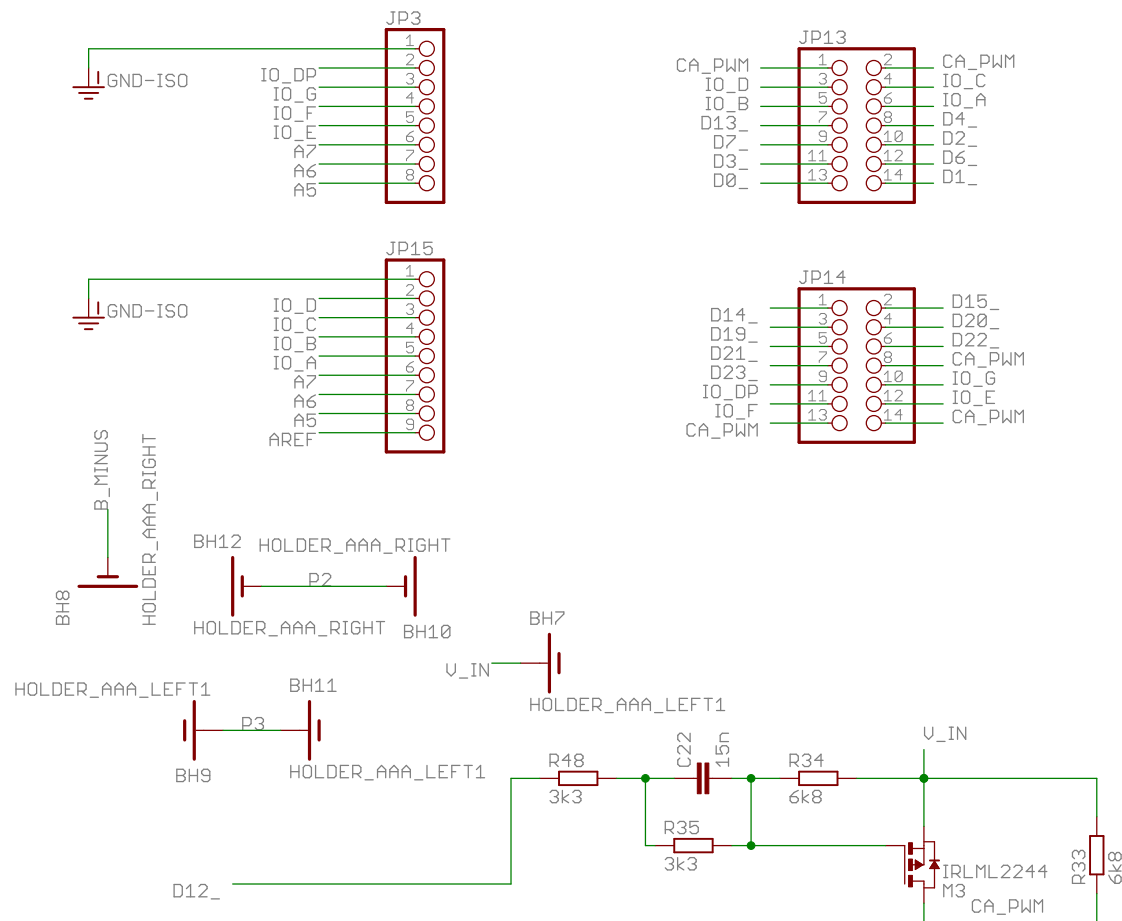 JP3
1
GND-ISO
2
IO_DP
3
IO_G
4
IO_F
5
IO_E
6
A7
7
A6
8
A5
JP13
CA_PWM 1 2 CA_PWM
IO_D 3 4 IO_C
IO_B 5 6 IO_A
D13_ 7 8 D4_
D7_ 9 10 D2_
D3_ 11 12 D6_
D0_ 13 14 D1_
JP15
1
GND-ISO
2
IO_D
3
IO_C
4
IO_B
5
IO_A
6
A7
7
A6
8
A5
9
AREF
JP14
1 2 D15_
D14_ 3 4 D20_
D19_ 5 6 D22_
D21_ 7 8 CA_PWM
D23_ 9 10 IO_G
IO_DP 11 12 IO_E
IO_F 13 14 CA_PWM
CA_PWM
B_MINUS
HOLDER_AAA_RIGHT
BH8
BH12
HOLDER_AAA_RIGHT
P2
HOLDER_AAA_RIGHT
BH10
BH7
V_IN
HOLDER_AAA_LEFT1
HOLDER_AAA_LEFT1
BH11
P3
BH9
HOLDER_AAA_LEFT1
R48
3k3
C22
15n
R34
6k8
V_IN
R35
3k3
R33
6k8
IRLML2244
M3
CA_PWM
D12_